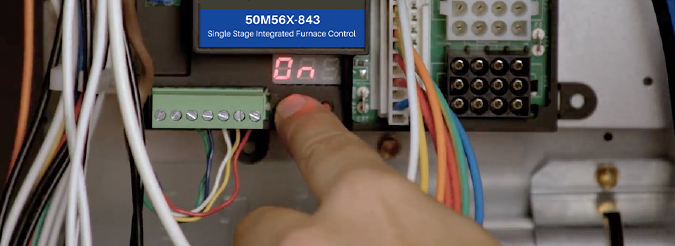 50M56X-843
Single Stage Integrated Furnace Control
On